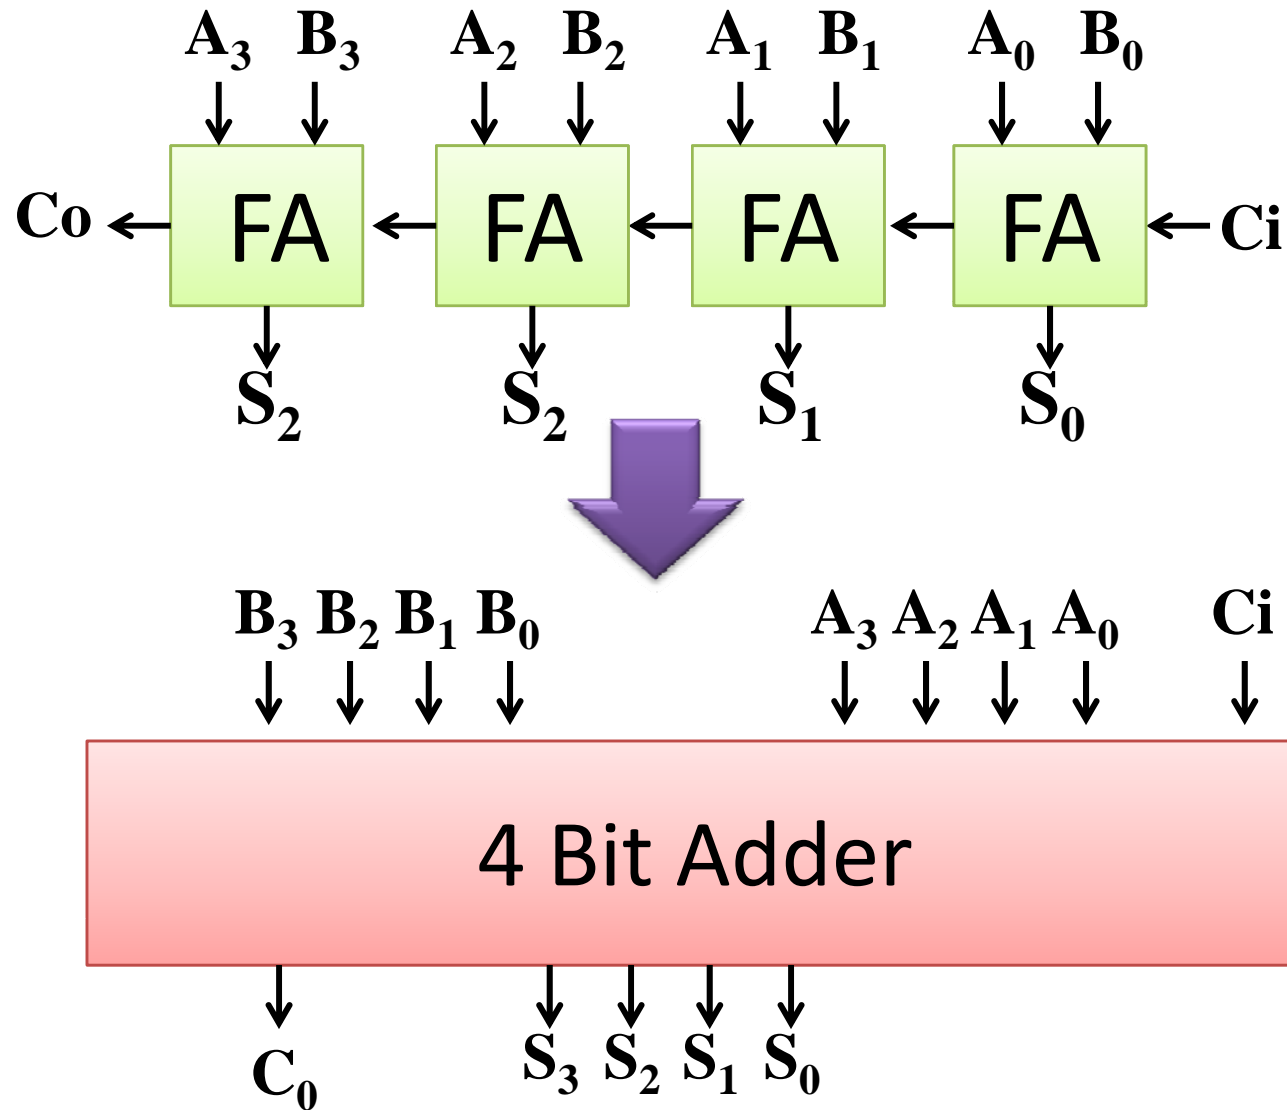 A₃ B₃ A₂ B₂ A₁ B₁ A₀ B₀
Co FA FA FA FA Ci
S₂ S₂ S₁ S₀
B₃ B₂ B₁ B₀ A₃ A₂ A₁ A₀ Ci
4 Bit Adder
C₀ S₃ S₂ S₁ S₀